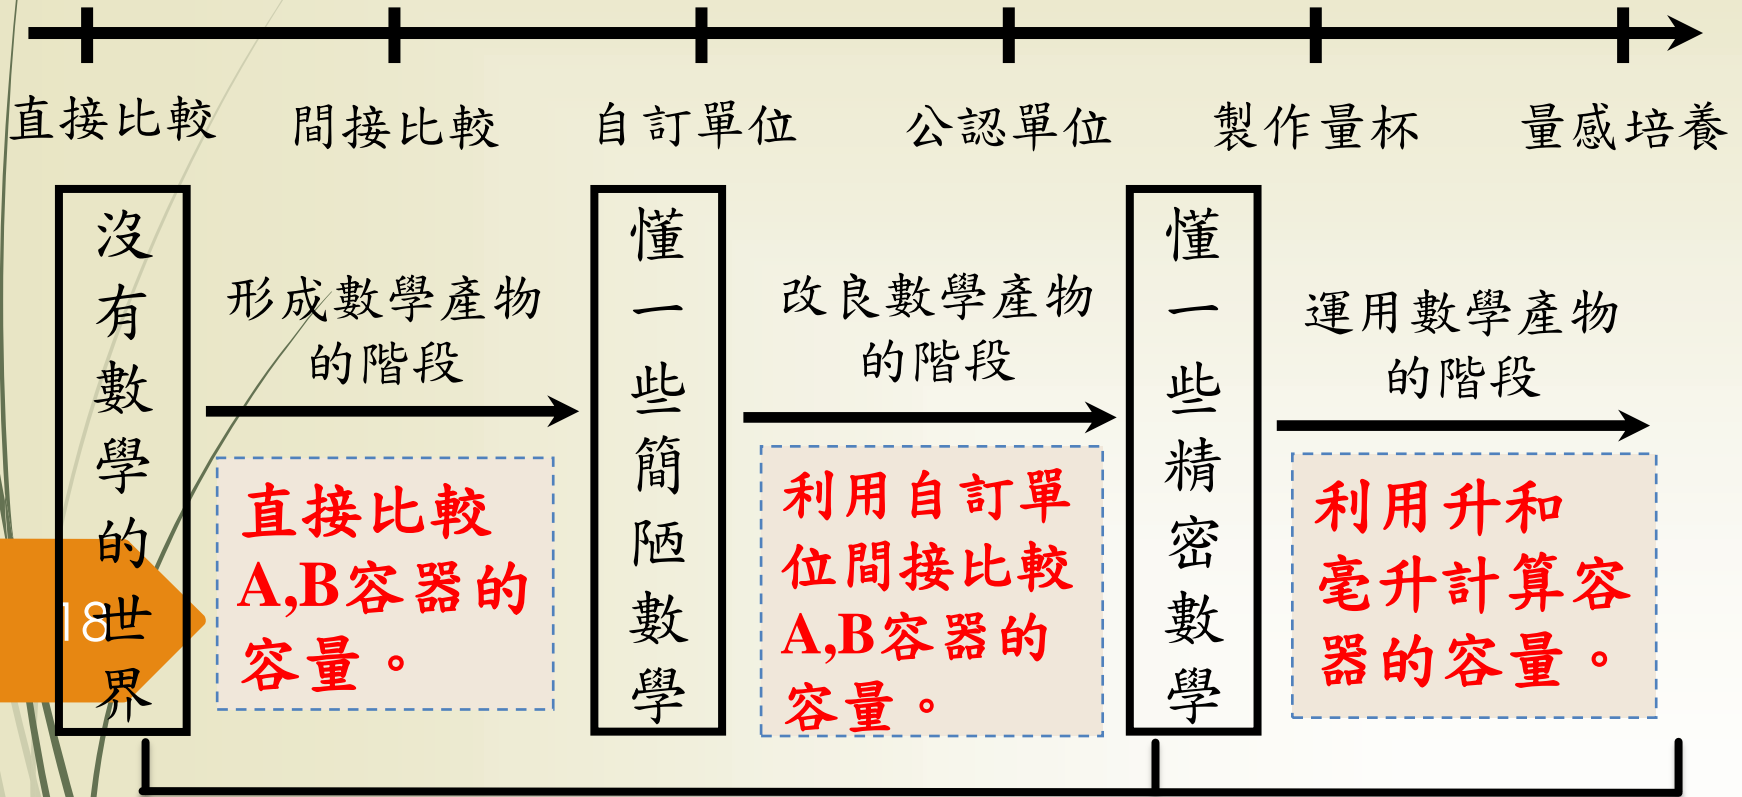 直接比較
間接比較
自訂單位
公認單位
製作量杯
量感培養
沒有數學的世界
形成數學產物
的階段
直接比較
A,B容器的
容量。
懂一些簡陋數學
改良數學產物
的階段
利用自訂單
位間接比較
A,B容器的
容量。
懂一些精密數學
運用數學產物
的階段
利用升和
毫升計算容
器的容量。
18